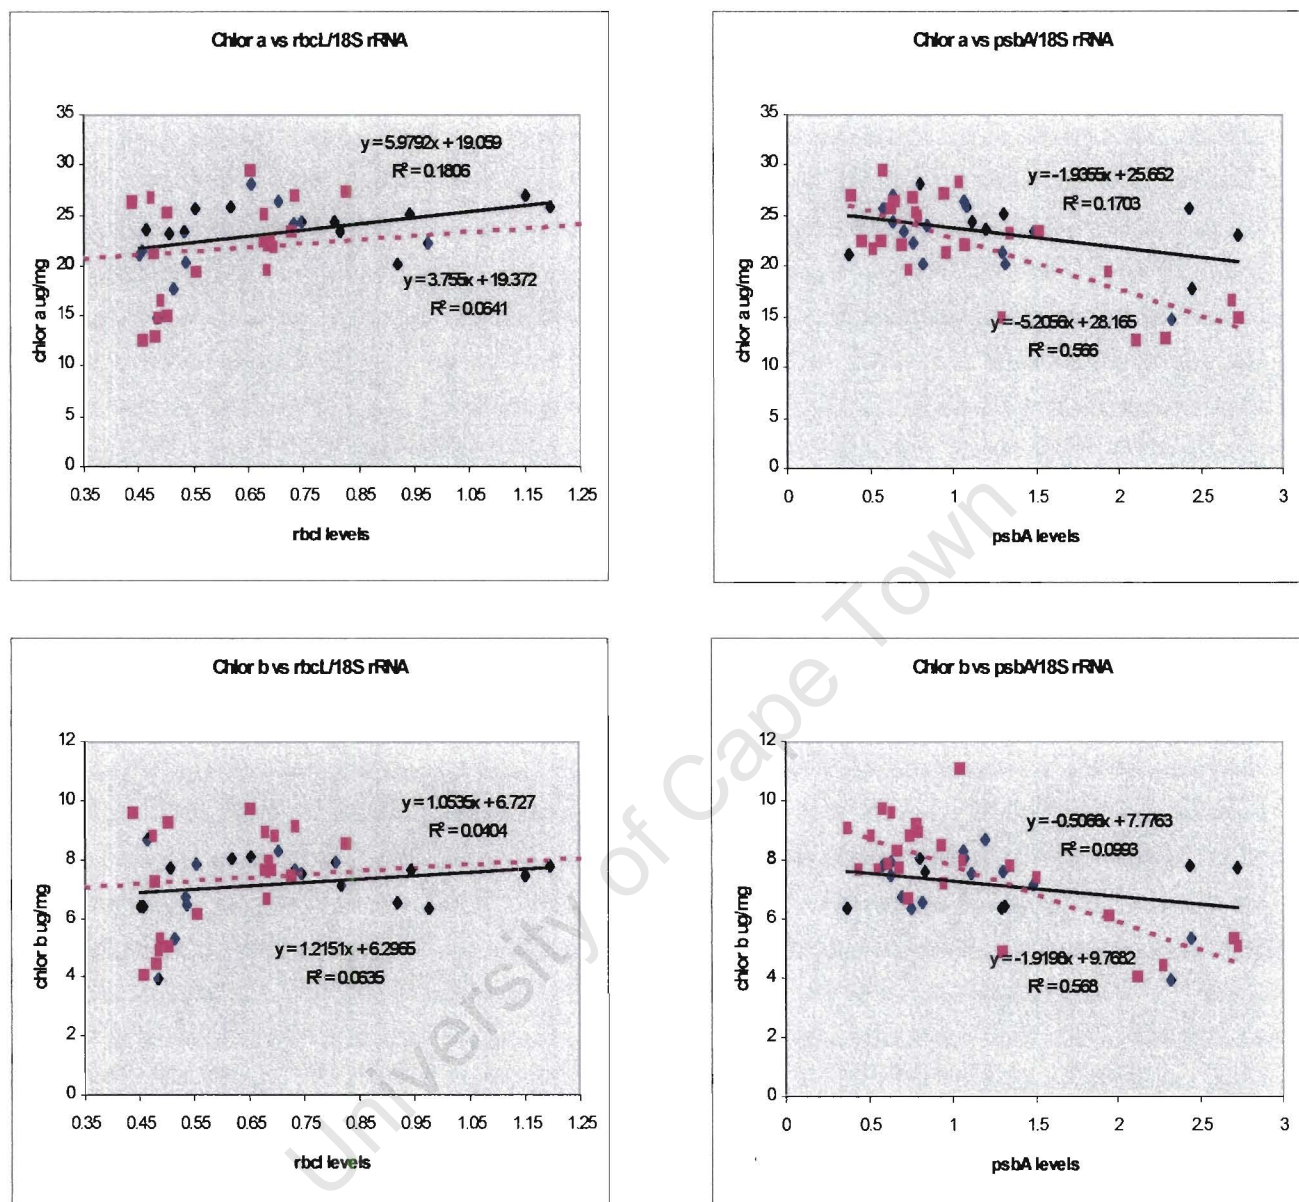 Chlor a vs rbcL/18S rRNA
35
30
25
20
15
10
5
0
chlor a ug/mg
y = 5.9792x + 19.059
R² = 0.1806
y = 3.755x + 19.372
R² = 0.0641
0.35 0.45 0.55 0.65 0.75 0.85 0.95 1.05 1.15 1.25
rbcl levels
Chlor a vs psbA/18S rRNA
35
30
25
20
15
10
5
0
chlor a ug/mg
y = -1.9355x + 25.652
R² = 0.1703
y = -5.2056x + 28.165
R² = 0.566
0 0.5 1 1.5 2 2.5 3
psbA levels
Chlor b vs rbcL/18S rRNA
12
10
8
6
4
2
0
chlor b ug/mg
y = 1.0535x + 6.727
R² = 0.0404
y = 1.2151x + 6.2965
R² = 0.0635
0.35 0.45 0.55 0.65 0.75 0.85 0.95 1.05 1.15 1.25
rbcl levels
Chlor b vs psbA/18S rRNA
12
10
8
6
4
2
0
chlor b ug/mg
y = -0.5066x + 7.7763
R² = 0.0993
y = -1.9198x + 9.7682
R² = 0.568
0 0.5 1 1.5 2 2.5 3
psbA levels
University of Cape Town